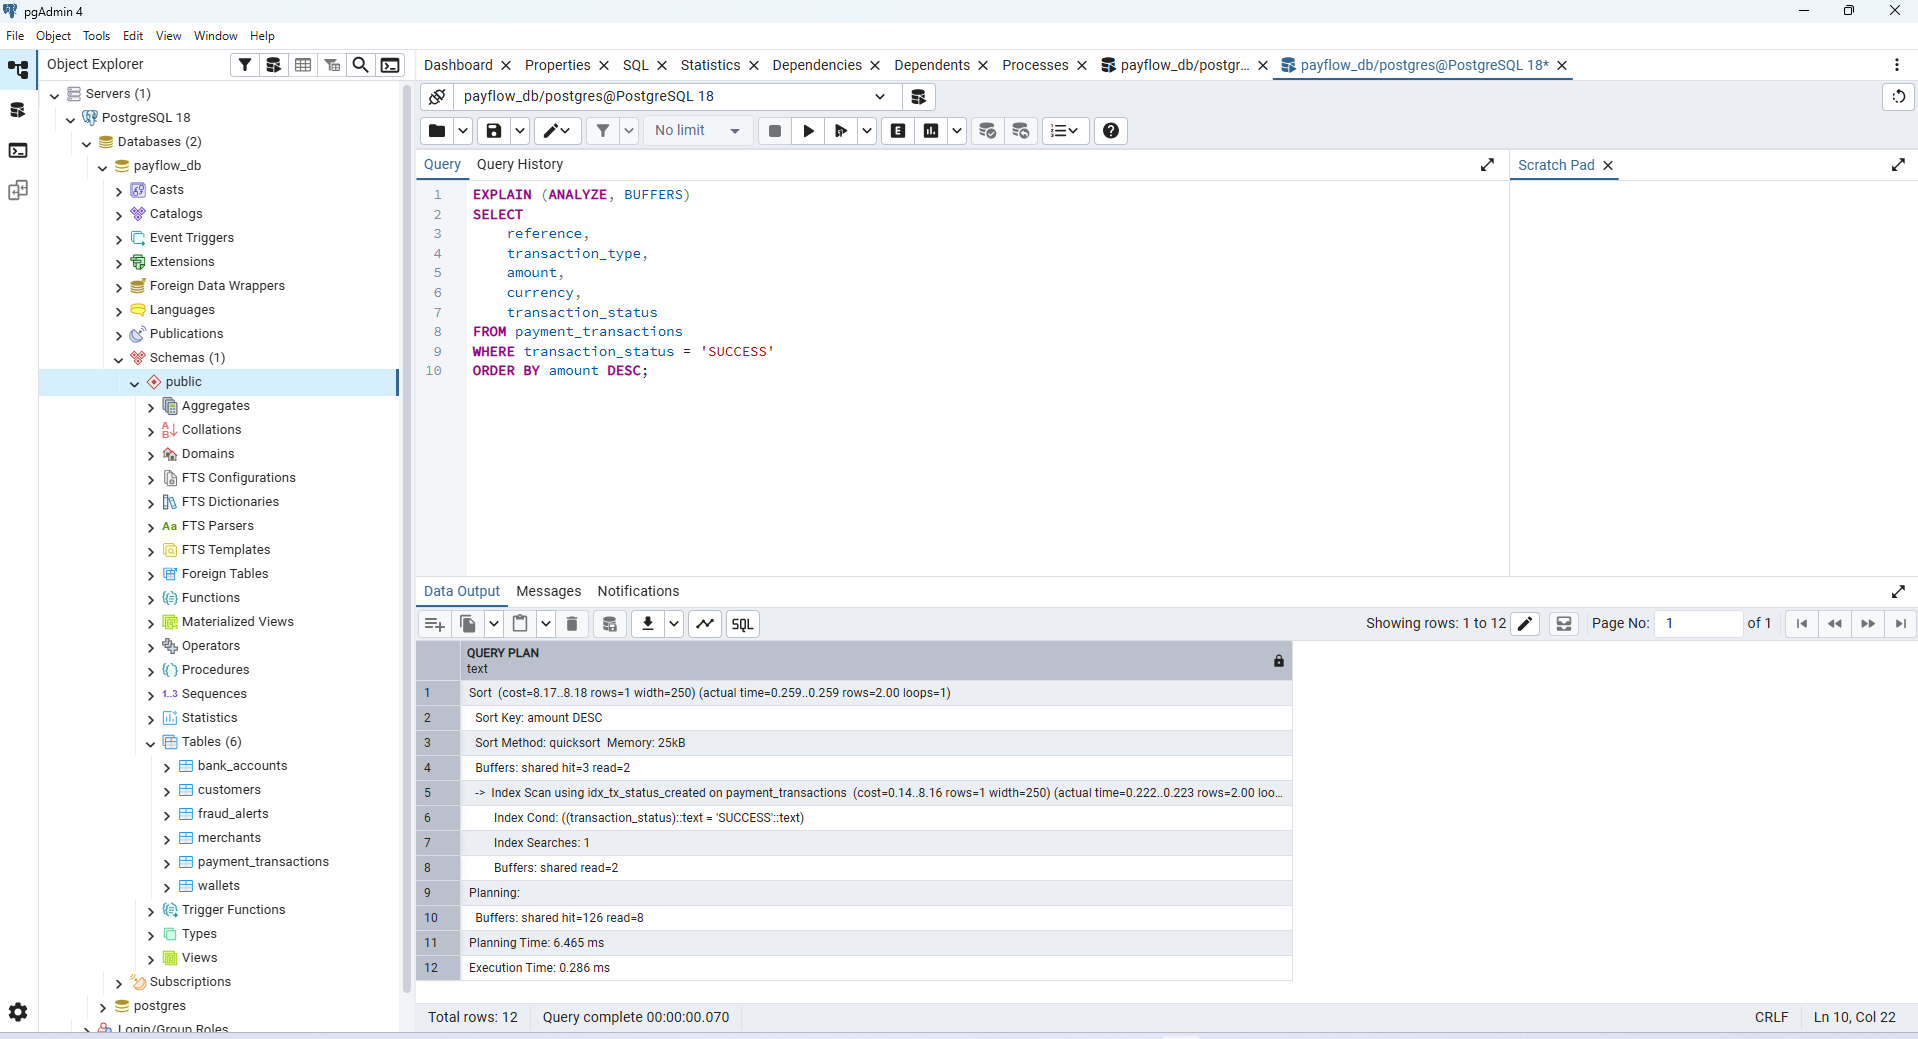 pgAdmin 4
File Object Tools Edit View Window Help
Object Explorer
Dashboard Properties SQL Statistics Dependencies Dependents Processes payflow_db/postgr... payflow_db/postgres@PostgreSQL 18*
Servers (1)
PostgreSQL 18
Databases (2)
payflow_db
Casts
Catalogs
Event Triggers
Extensions
Foreign Data Wrappers
Languages
Publications
Schemas (1)
public
Aggregates
Collations
Domains
FTS Configurations
FTS Dictionaries
Aa FTS Parsers
FTS Templates
Foreign Tables
Functions
Materialized Views
Operators
Procedures
1..3 Sequences
Statistics
Tables (6)
bank_accounts
customers
fraud_alerts
merchants
payment_transactions
wallets
Trigger Functions
Types
Views
Subscriptions
postgres
Login/Group Roles
payflow_db/postgres@PostgreSQL 18
No limit
E
Query Query History
Scratch Pad
1 EXPLAIN (ANALYZE, BUFFERS)
2 SELECT
3 reference,
4 transaction_type,
5 amount,
6 currency,
7 transaction_status
8 FROM payment_transactions
9 WHERE transaction_status = 'SUCCESS'
10 ORDER BY amount DESC;
Data Output Messages Notifications
SQL
Showing rows: 1 to 12
Page No: 1 of 1
QUERY PLAN
text
1 Sort (cost=8.17..8.18 rows=1 width=250) (actual time=0.259..0.259 rows=2.00 loops=1)
2 Sort Key: amount DESC
3 Sort Method: quicksort Memory: 25kB
4 Buffers: shared hit=3 read=2
5 -> Index Scan using idx_tx_status_created on payment_transactions (cost=0.14..8.16 rows=1 width=250) (actual time=0.222..0.223 rows=2.00 loo...
6 Index Cond: ((transaction_status)::text = 'SUCCESS'::text)
7 Index Searches: 1
8 Buffers: shared read=2
9 Planning:
10 Buffers: shared hit=126 read=8
11 Planning Time: 6.465 ms
12 Execution Time: 0.286 ms
Total rows: 12
Query complete 00:00:00.070
CRLF
Ln 10, Col 22